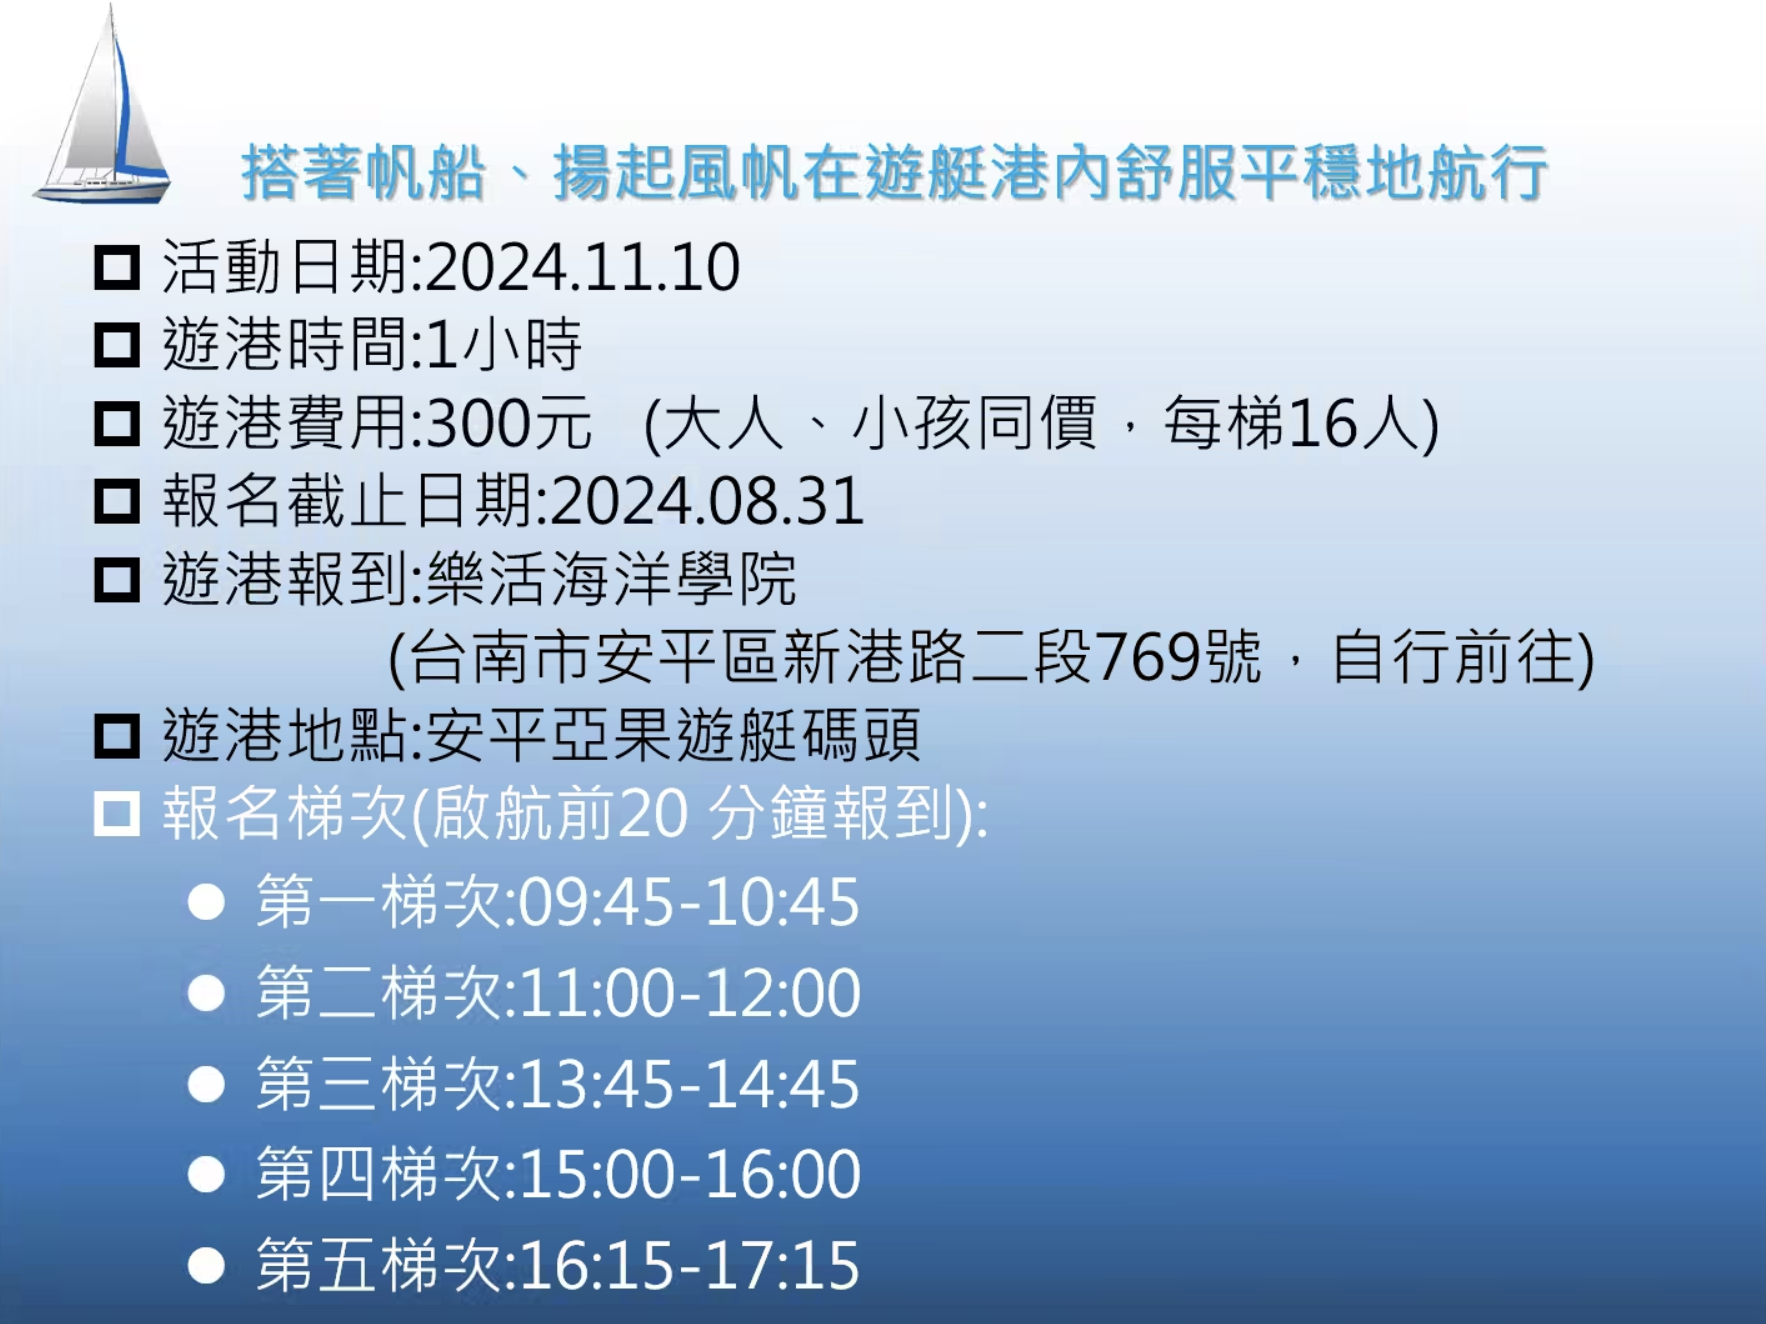 搭著帆船、揚起風帆在遊艇港內舒服平穩地航行
活動日期:2024.11.10
遊港時間:1小時
遊港費用:300元 (大人、小孩同價，每梯16人)
報名截止日期:2024.08.31
遊港報到:樂活海洋學院
(台南市安平區新港路二段769號，自行前往)
遊港地點:安平亞果遊艇碼頭
報名梯次(啟航前20 分鐘報到):
第一梯次:09:45-10:45
第二梯次:11:00-12:00
第三梯次:13:45-14:45
第四梯次:15:00-16:00
第五梯次:16:15-17:15